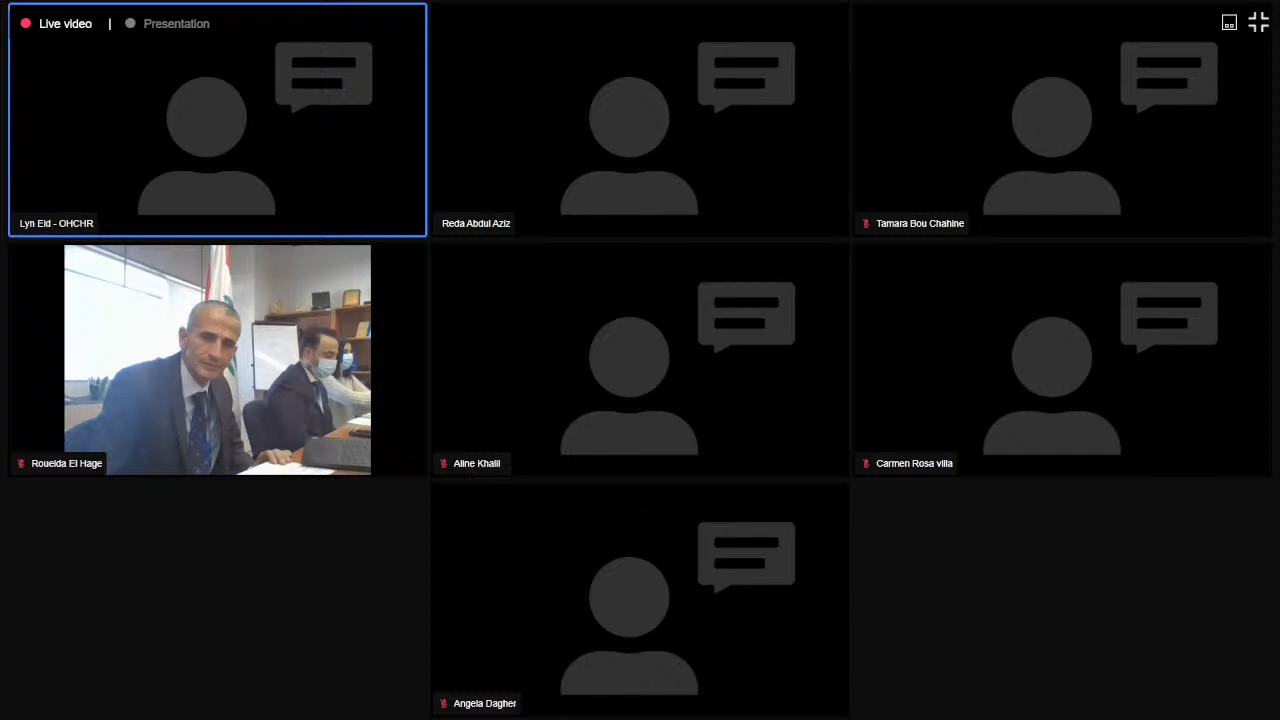 Live video | Presentation
Lyn Eid - OHCHR
Reda Abdul Aziz
Tamara Bou Chahine
Roueida El Hage
Aline Khalil
Carmen Rosa villa
Angela Dagher